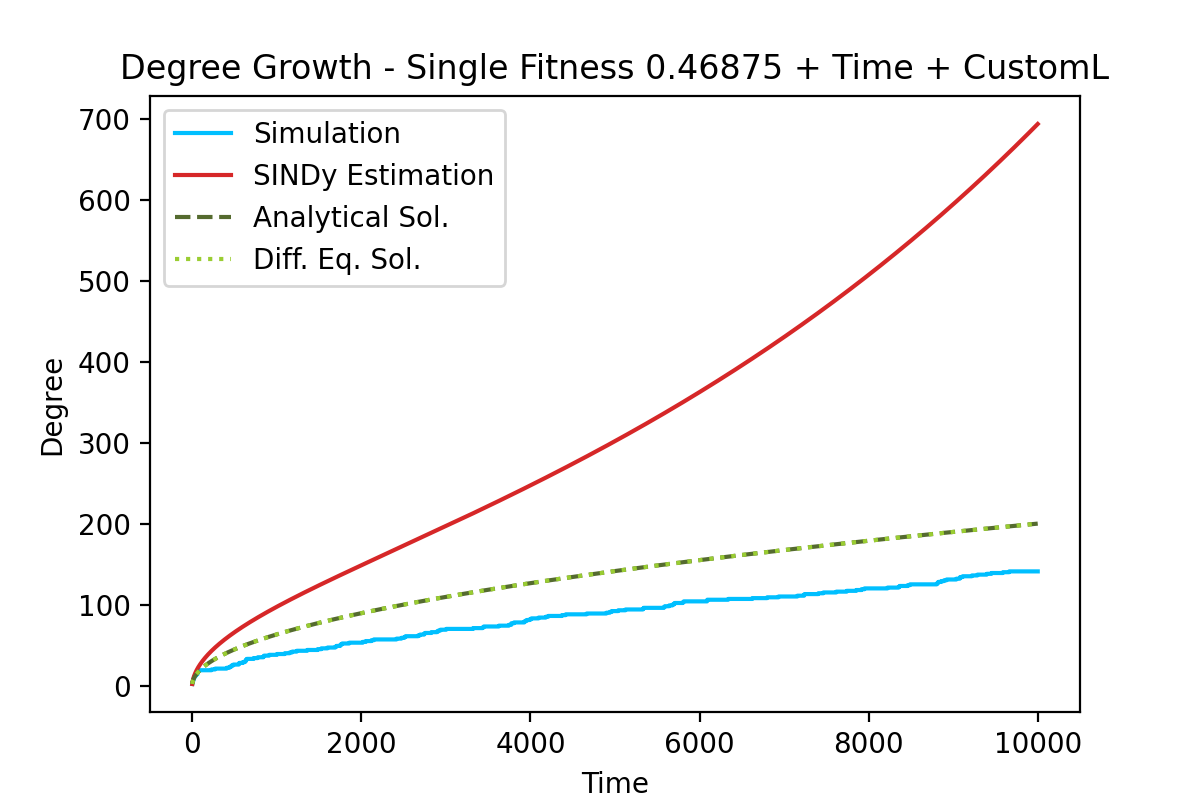 Degree Growth - Single Fitness 0.46875 + Time + CustomL
Simulation
SINDy Estimation
Analytical Sol.
Diff. Eq. Sol.
Degree
700
600
500
400
300
200
100
0
0 2000 4000 6000 8000 10000
Time